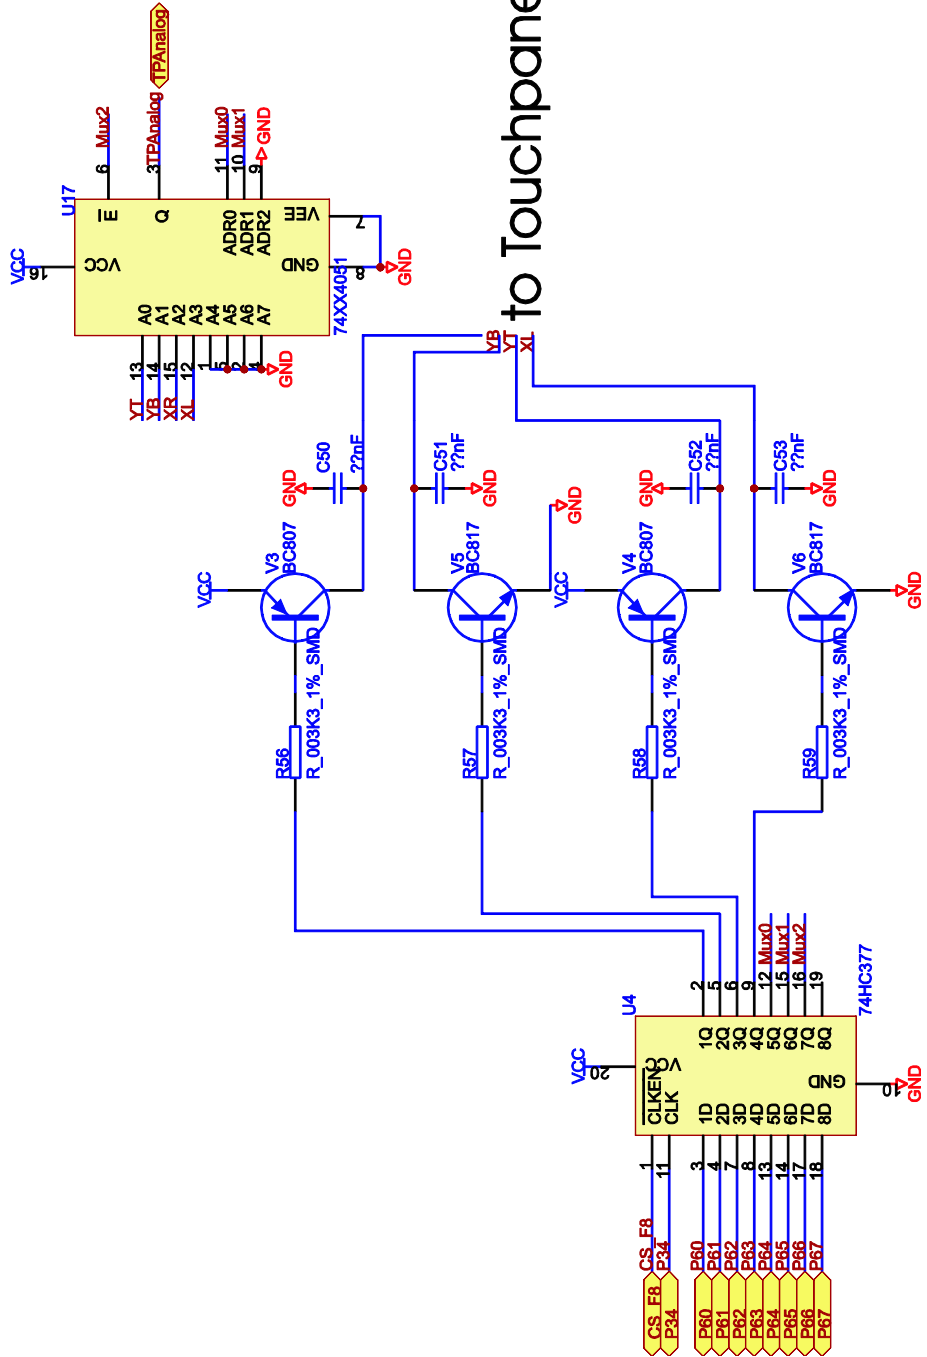 TPAnalog
Mux2
TPAnalog
Mux0
Mux1
GND
6
3
11
10
9
U17
E
Q
ADR0
ADR1
ADR2
VEE
7
VCC
16
VCC
GND
8
GND
74XX4051
A0
A1
A2
A3
A4
A5
A6
A7
13
14
15
12
1
5
2
4
GND
YT
YB
XR
XL
to Touchpane
YB
YT
XL
C50
??nF
GND
C51
??nF
GND
C52
??nF
GND
C53
??nF
GND
V3
BC807
VCC
V5
BC817
GND
V4
BC807
VCC
V6
BC817
GND
R56
R_003K3_1%_SMD
R57
R_003K3_1%_SMD
R58
R_003K3_1%_SMD
R59
R_003K3_1%_SMD
Mux0
Mux1
Mux2
2
5
6
9
12
15
16
19
74HC377
U4
1Q
2Q
3Q
4Q
5Q
6Q
7Q
8Q
VCC
20
VCC
CLKEN
CLK
GND
10
GND
1D
2D
3D
4D
5D
6D
7D
8D
1
11
3
4
7
8
13
14
17
18
CS_F8
P34
P60
P61
P62
P63
P64
P65
P66
P67
CS_F8
P34
P60
P61
P62
P63
P64
P65
P66
P67